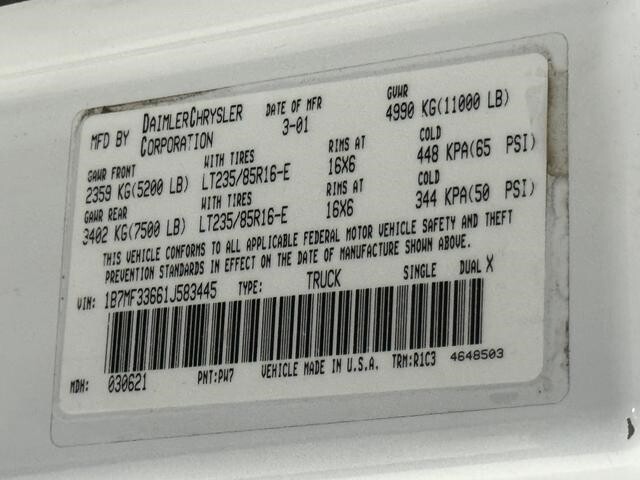 MFD BY DAIMLERCHRYSLER CORPORATION DATE OF MFR 3-01 GVWR 4990 KG(11000 LB)
GAWR FRONT WITH TIRES RIMS AT COLD
2359 KG(5200 LB) LT235/85R16-E 16X6 448 KPA(65 PSI)
GAWR REAR WITH TIRES RIMS AT COLD
3402 KG(7500 LB) LT235/85R16-E 16X6 344 KPA(50 PSI)
THIS VEHICLE CONFORMS TO ALL APPLICABLE FEDERAL MOTOR VEHICLE SAFETY AND THEFT
PREVENTION STANDARDS IN EFFECT ON THE DATE OF MANUFACTURE SHOWN ABOVE.
VIN: 1B7MF33661J583445 TYPE: TRUCK SINGLE DUAL X
MDH: 030621 PNT:PW7 VEHICLE MADE IN U.S.A. TRM:R1C3 4648503